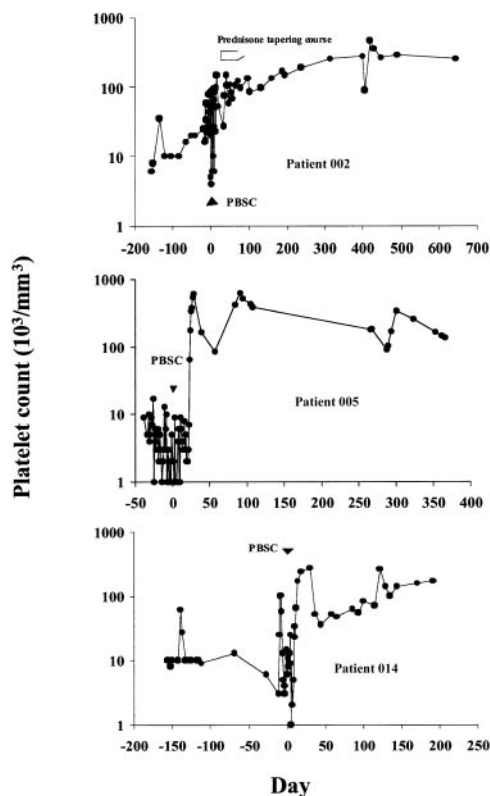 Platelet count (10³/mm³)
1000
Prednisone tapering course
100
10
Patient 002
PBSC
1
-200 -100 0 100 200 300 400 500 600 700
1000
PBSC
100
Patient 005
10
1
-50 0 50 100 150 200 250 300 350 400
1000
PBSC
100
10
Patient 014
1
-200 -150 -100 -50 0 50 100 150 200 250
Day